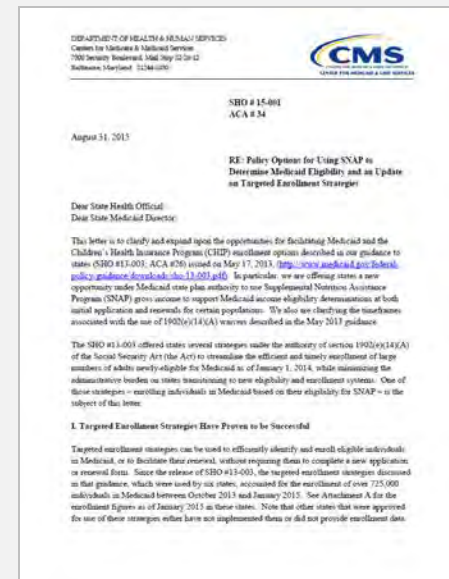 DEPARTMENT OF HEALTH & HUMAN SERVICES
Centers for Medicare & Medicaid Services
7500 Security Boulevard, Mail Stop S2-26-12
Baltimore, Maryland 21244-1850
CMS
CENTER FOR MEDICAID & CHIP SERVICES
SHO # 15-001
ACA # 34
August 31, 2015
RE: Policy Options for Using SNAP to
Determine Medicaid Eligibility and an Update
on Targeted Enrollment Strategies
Dear State Health Official:
Dear State Medicaid Director:
This letter is to clarify and expand upon the opportunities for facilitating Medicaid and the
Children's Health Insurance Program (CHIP) enrollment options described in our guidance to
states (SHO #13-003; ACA #26) issued on May 17, 2013, (http://www.medicaid.gov/federal-
policy-guidance/downloads/sho-13-003.pdf). In particular, we are offering states a new
opportunity under Medicaid state plan authority to use Supplemental Nutrition Assistance
Program (SNAP) gross income to support Medicaid income eligibility determinations at both
initial application and renewals for certain populations. We also are clarifying the timeframes
associated with the use of 1902(e)(14)(A) waivers described in the May 2013 guidance.
The SHO #13-003 offered states several strategies under the authority of section 1902(e)(14)(A)
of the Social Security Act (the Act) to streamline the efficient and timely enrollment of large
numbers of adults newly-eligible for Medicaid as of January 1, 2014, while minimizing the
administrative burden on states transitioning to new eligibility and enrollment systems. One of
those strategies – enrolling individuals in Medicaid based on their eligibility for SNAP – is the
subject of this letter.
I. Targeted Enrollment Strategies Have Proven to be Successful
Targeted enrollment strategies can be used to efficiently identify and enroll eligible individuals
in Medicaid, or to facilitate their renewal, without requiring them to complete a new application
or renewal form. Since the release of SHO #13-003, the targeted enrollment strategies discussed
in that guidance, which were used by six states, accounted for the enrollment of over 725,000
individuals in Medicaid between October 2013 and January 2015. See Attachment A for the
enrollment figures as of January 2015 in these states. Note that other states that were approved
for use of these strategies either have not implemented them or did not provide enrollment data.